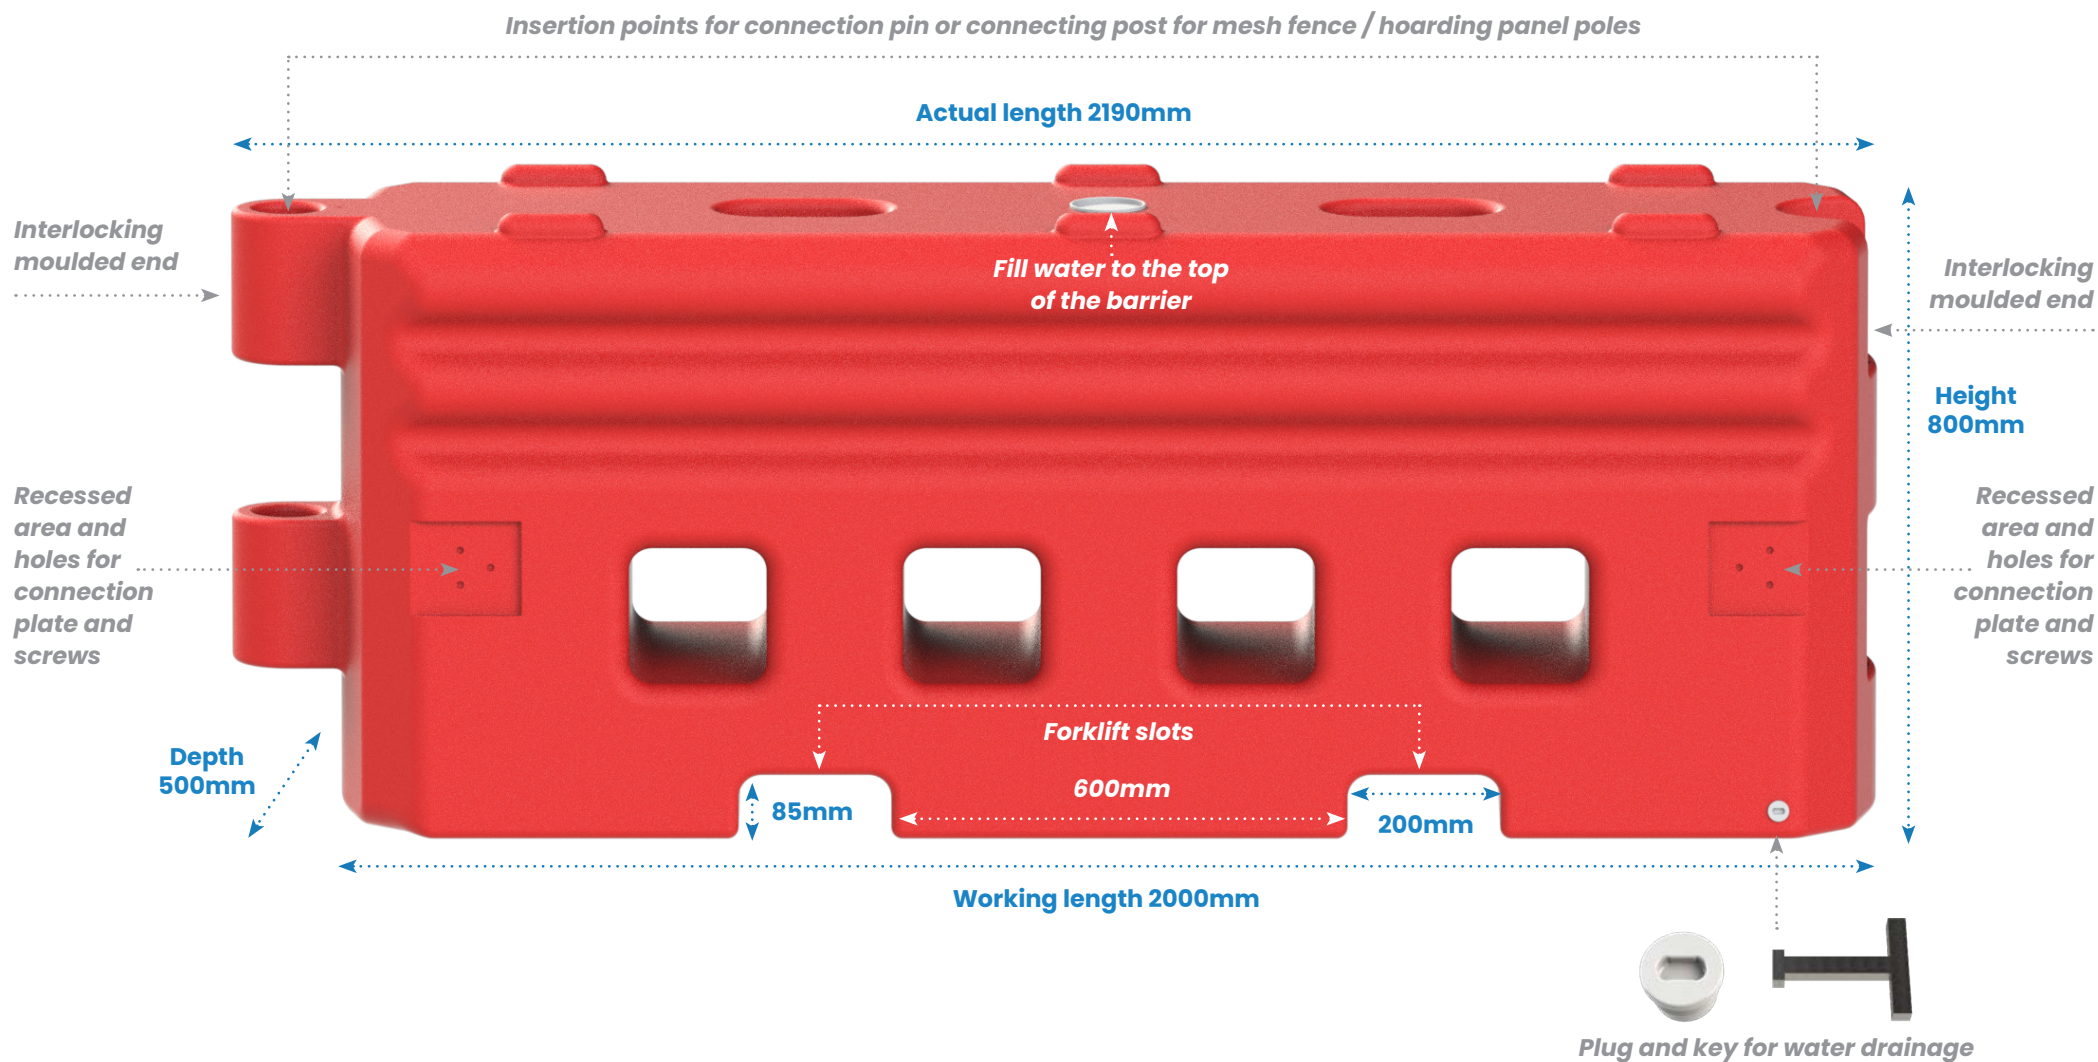 Insertion points for connection pin or connecting post for mesh fence / hoarding panel poles
Actual length 2190mm
Interlocking
moulded end
Fill water to the top
of the barrier
Interlocking
moulded end
Height
800mm
Recessed
area and
holes for
connection
plate and
screws
Recessed
area and
holes for
connection
plate and
screws
Forklift slots
Depth
500mm
85mm
600mm
200mm
Working length 2000mm
Plug and key for water drainage